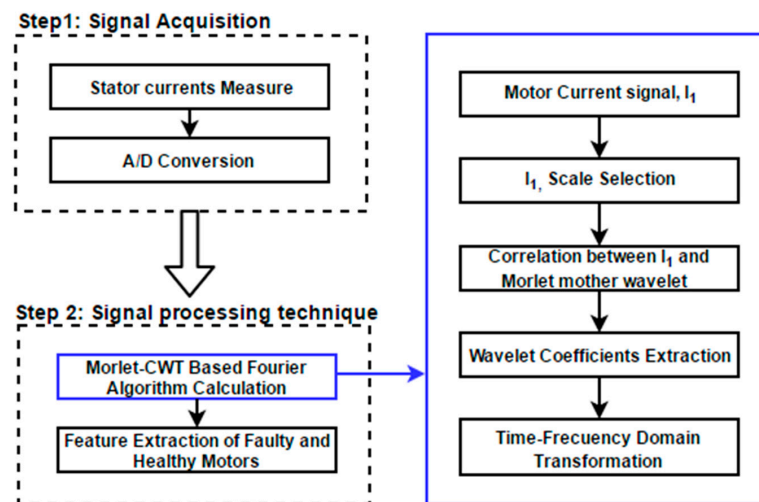 Step1: Signal Acquisition
Stator currents Measure
A/D Conversion
Step 2: Signal processing technique
Morlet-CWT Based Fourier
Algorithm Calculation
Feature Extraction of Faulty and
Healthy Motors
Motor Current signal, I₁
I₁, Scale Selection
Correlation between I₁ and
Morlet mother wavelet
Wavelet Coefficients Extraction
Time-Frecuency Domain
Transformation